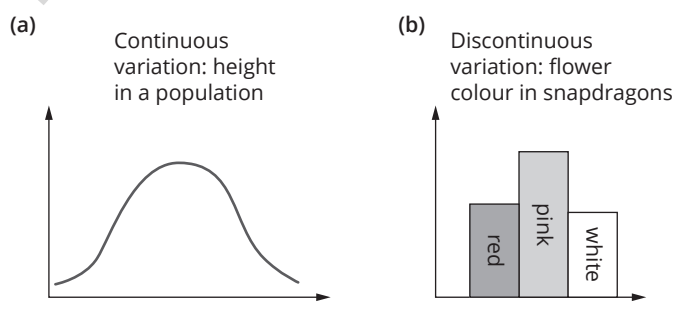 (a)
Continuous
variation: height
in a population
(b)
Discontinuous
variation: flower
colour in snapdragons
red
pink
white